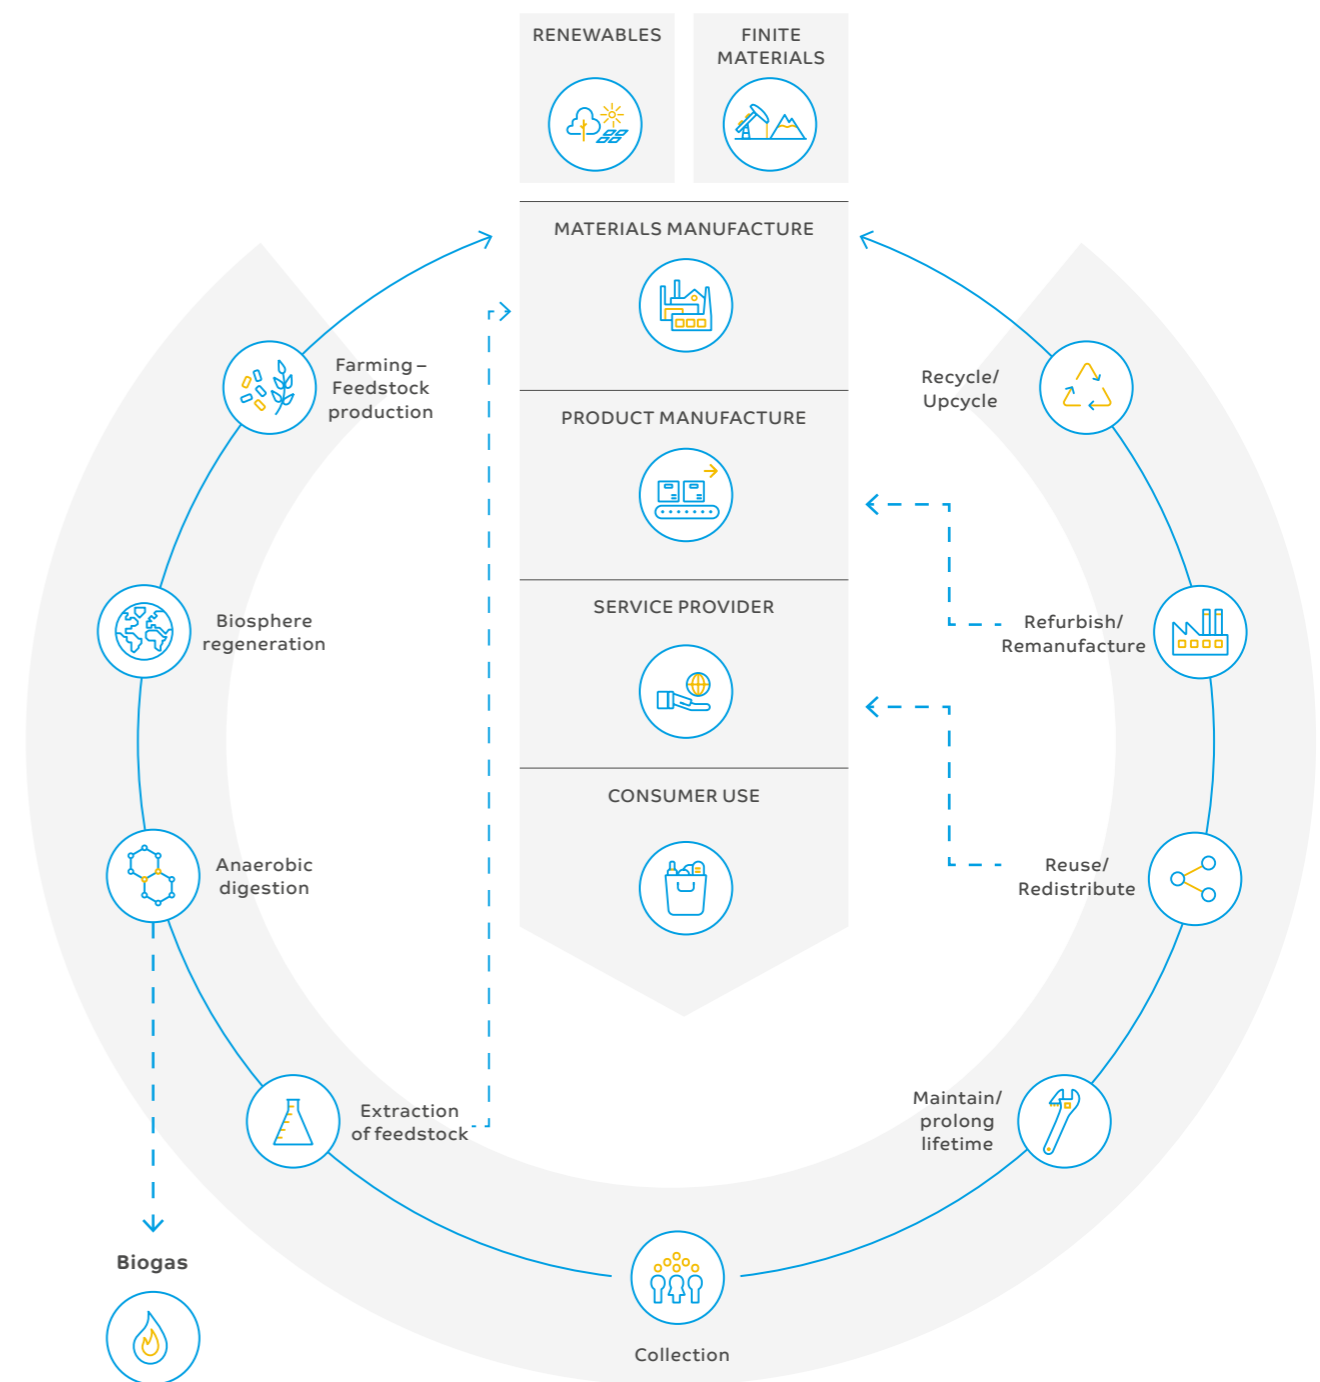 RENEWABLES
FINITE
MATERIALS
MATERIALS MANUFACTURE
Farming –
Feedstock
production
Recycle/
Upcycle
PRODUCT MANUFACTURE
SERVICE PROVIDER
Biosphere
regeneration
Refurbish/
Remanufacture
CONSUMER USE
Anaerobic
digestion
Reuse/
Redistribute
Extraction
of feedstock
Maintain/
prolong
lifetime
Biogas
Collection